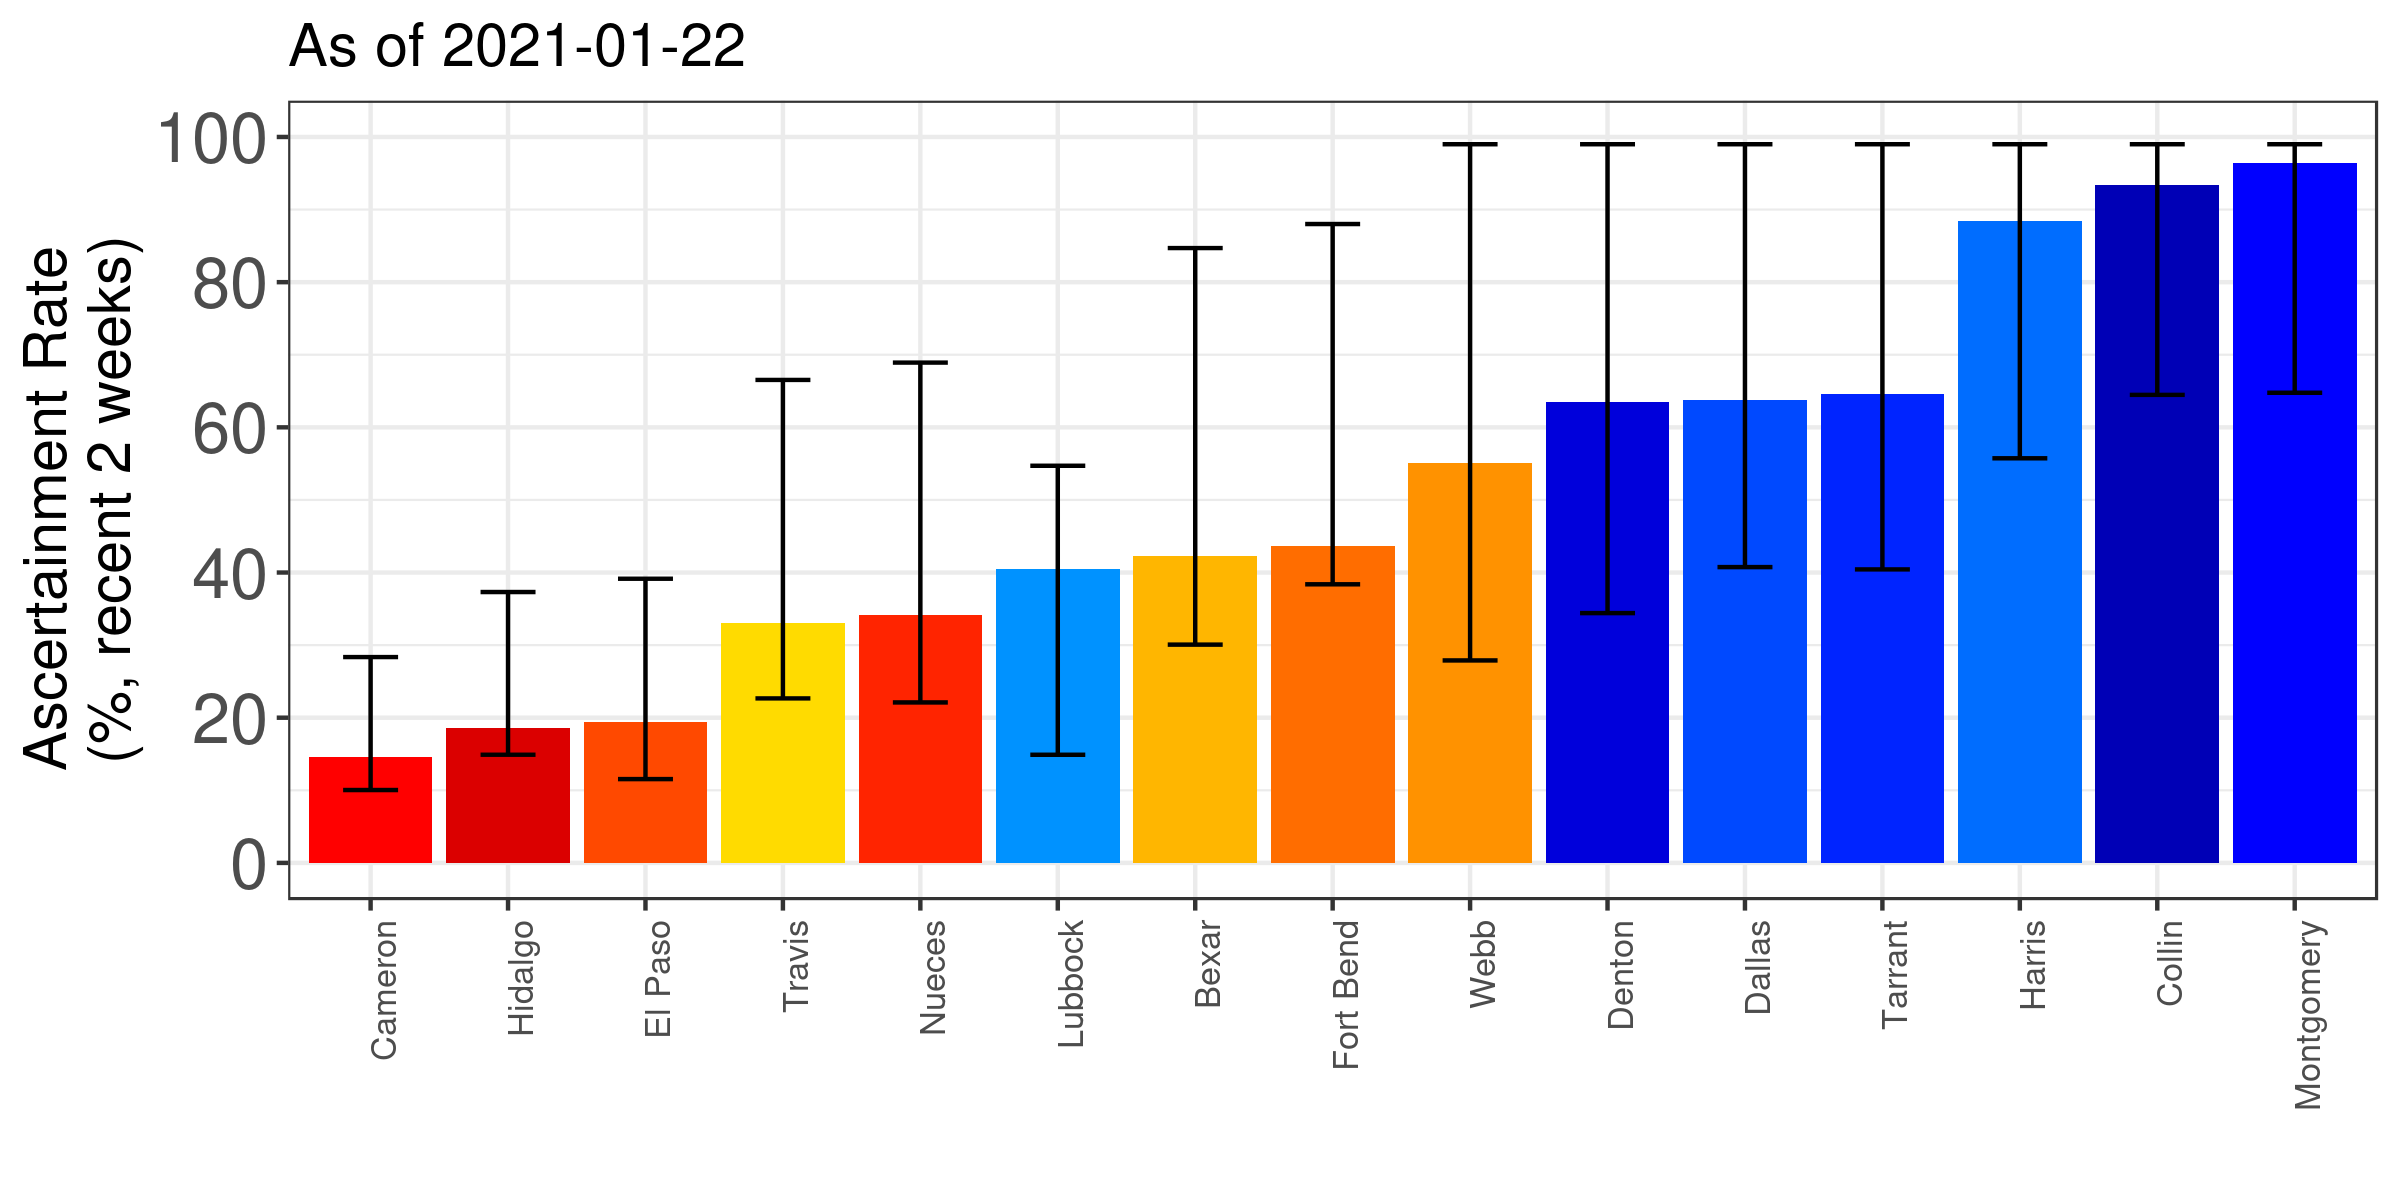 As of 2021-01-22
Ascertainment Rate
(%, recent 2 weeks)
100
80
60
40
20
0
Cameron
Hidalgo
El Paso
Travis
Nueces
Lubbock
Bexar
Fort Bend
Webb
Denton
Dallas
Tarrant
Harris
Collin
Montgomery